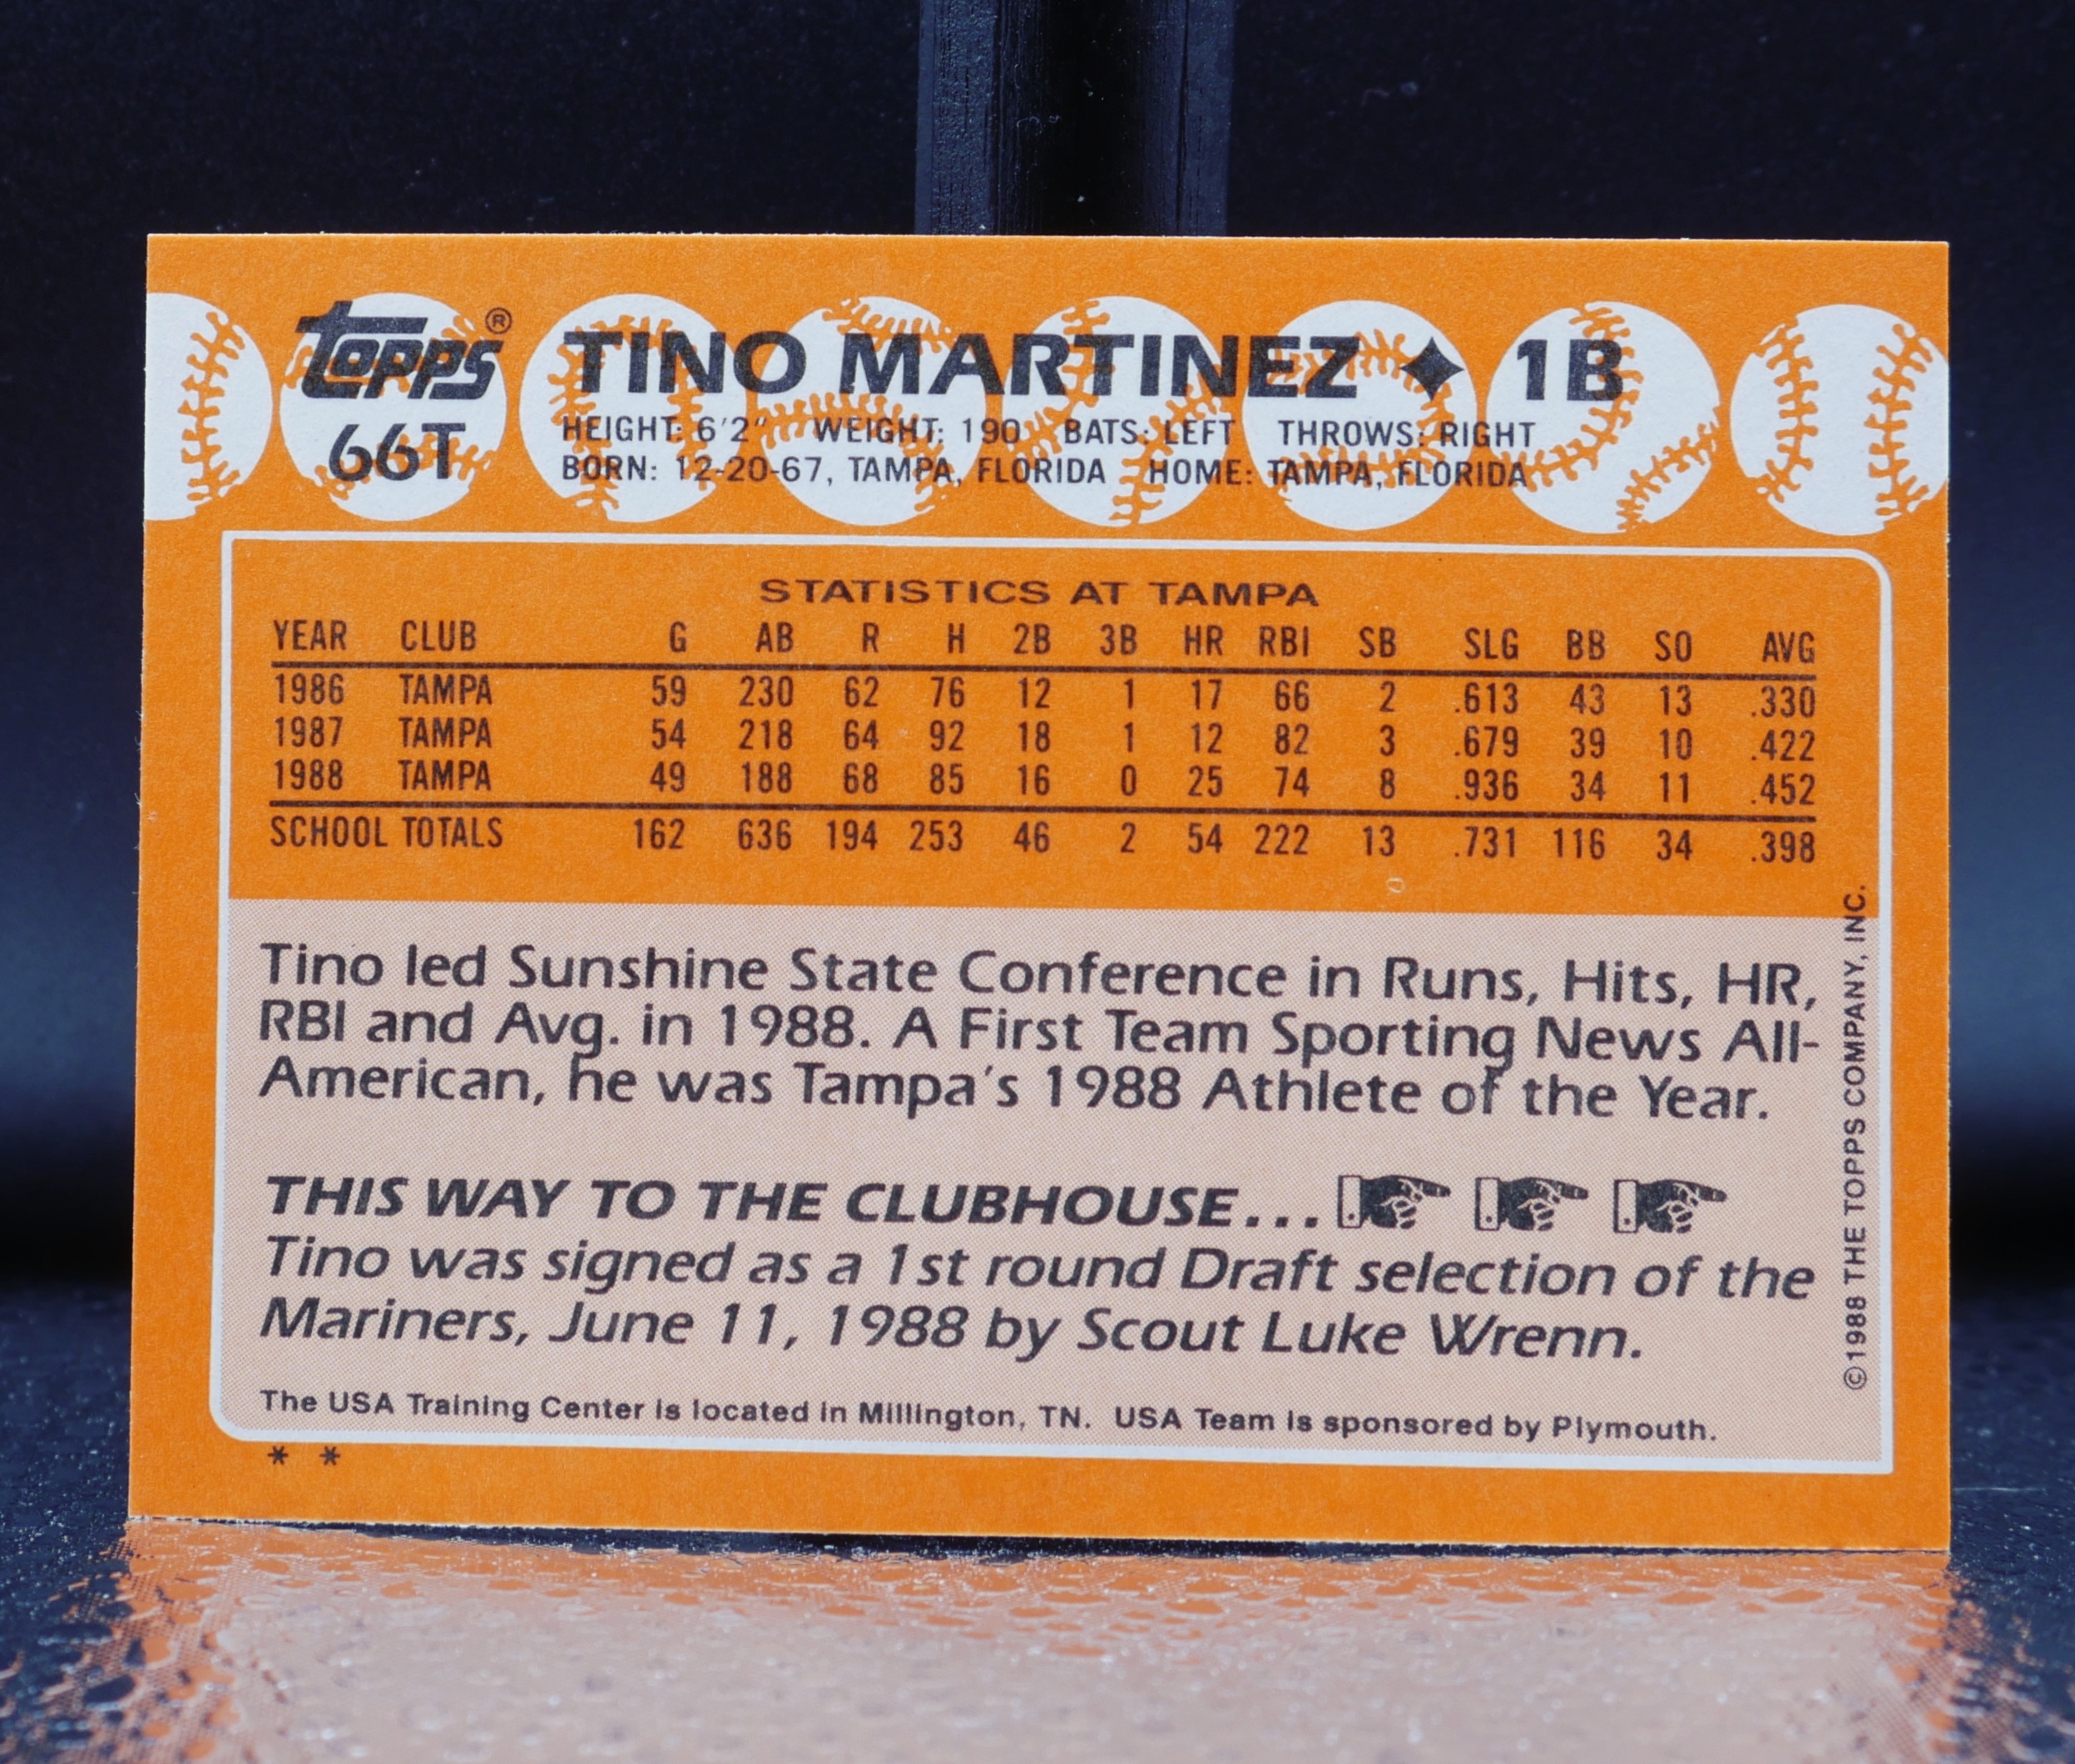 topps®
66T
TINO MARTINEZ ✦ 1B
HEIGHT: 6'2" WEIGHT: 190 BATS: LEFT THROWS: RIGHT
BORN: 12-20-67, TAMPA, FLORIDA HOME: TAMPA, FLORIDA
STATISTICS AT TAMPA
YEAR CLUB G AB R H 2B 3B HR RBI SB SLG BB SO AVG
1986 TAMPA 59 230 62 76 12 1 17 66 2 .613 43 13 .330
1987 TAMPA 54 218 64 92 18 1 12 82 3 .679 39 10 .422
1988 TAMPA 49 188 68 85 16 0 25 74 8 .936 34 11 .452
SCHOOL TOTALS 162 636 194 253 46 2 54 222 13 .731 116 34 .398
Tino led Sunshine State Conference in Runs, Hits, HR,
RBI and Avg. in 1988. A First Team Sporting News All-
American, he was Tampa's 1988 Athlete of the Year.
THIS WAY TO THE CLUBHOUSE...
Tino was signed as a 1st round Draft selection of the
Mariners, June 11, 1988 by Scout Luke Wrenn.
The USA Training Center is located in Millington, TN. USA Team is sponsored by Plymouth.
* *
©1988 THE TOPPS COMPANY, INC.